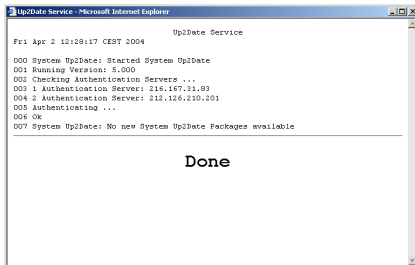 Up2Date Service - Microsoft Internet Explorer
Up2Date Service
Fri Apr 2 12:28:17 CEST 2004
000 System Up2Date: Started System Up2Date
001 Running Version: 5.000
002 Checking Authentication Servers ...
003 1 Authentication Server: 216.167.31.83
004 2 Authentication Server: 212.126.210.201
005 Authenticating ...
006 Ok
007 System Up2Date: No new System Up2Date Packages available
Done